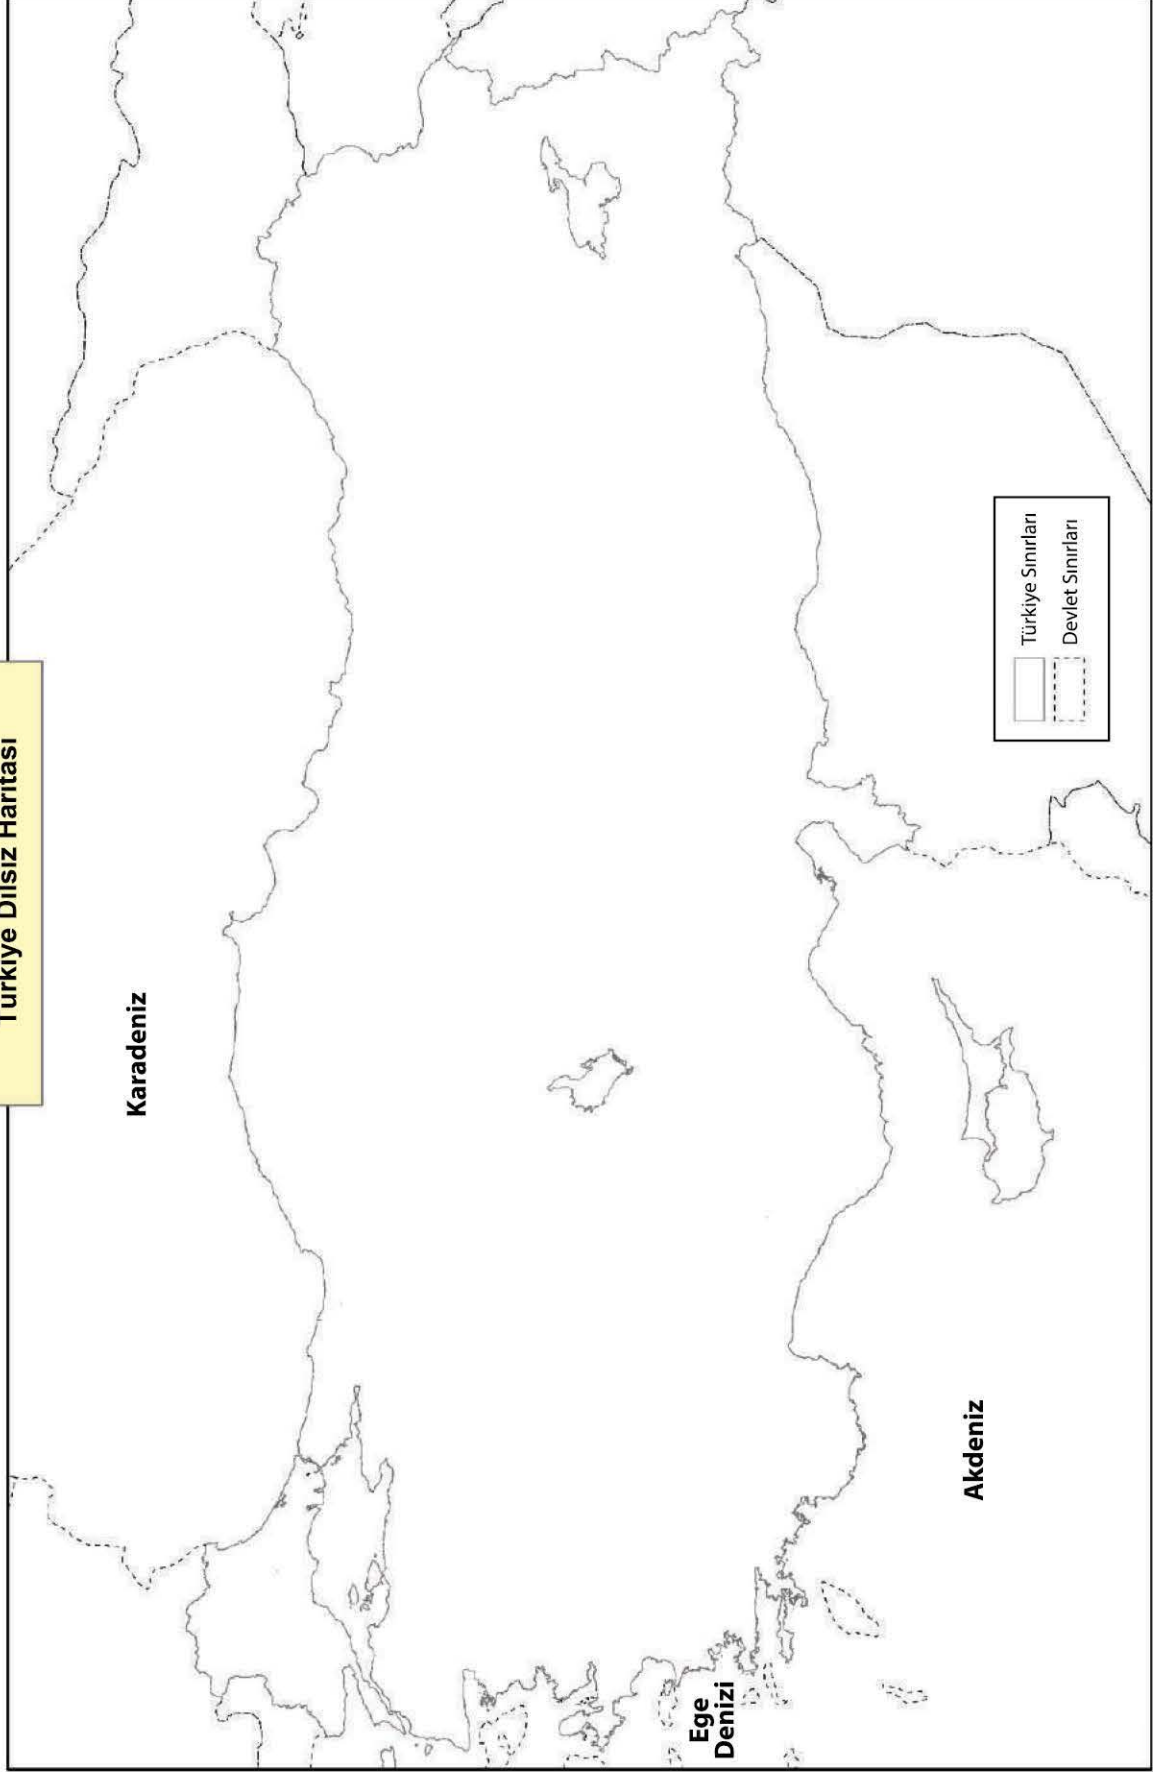 Türkiye Dilsiz Haritası
Karadeniz
Ege
Denizi
Akdeniz
Türkiye Sınırları
Devlet Sınırları